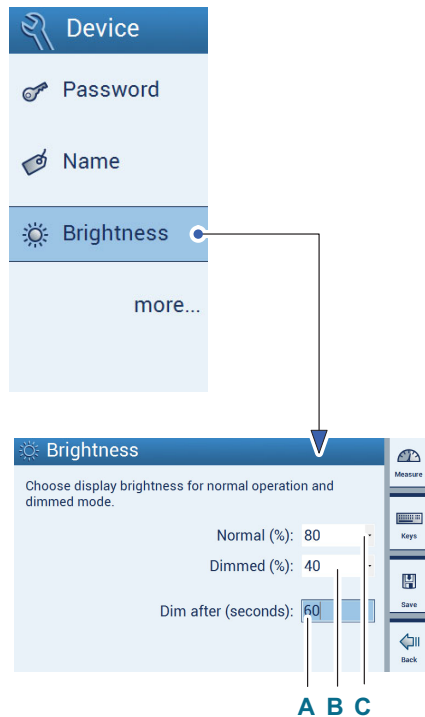 Device
Password
Name
Brightness
more...
Brightness
Measure
Choose display brightness for normal operation and
dimmed mode.
Keys
Normal (%): 80
Dimmed (%): 40
Save
Dim after (seconds): 60
Back
A B C